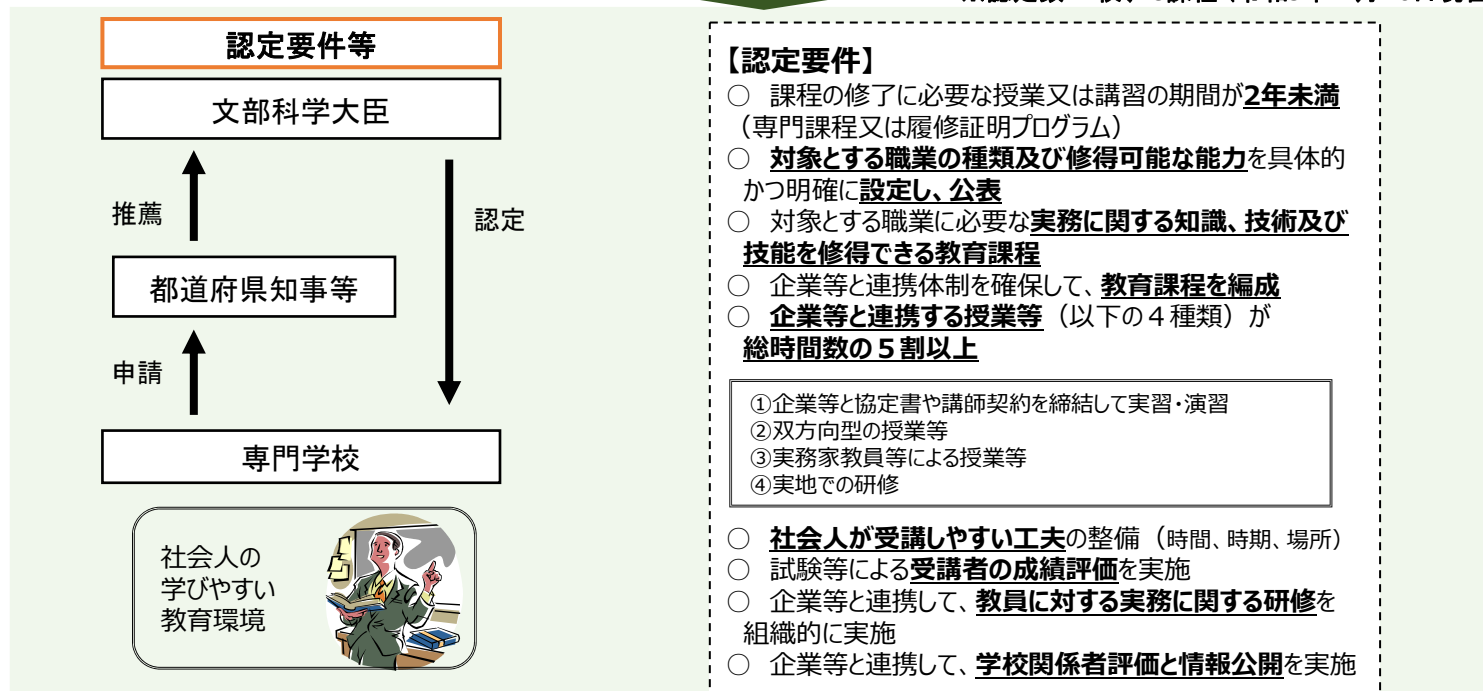 認定要件等
文部科学大臣
推薦
認定
都道府県知事等
申請
専門学校
社会人の
学びやすい
教育環境
【認定要件】
○ 課程の修了に必要な授業又は講習の期間が2年未満
（専門課程又は履修証明プログラム）
○ 対象とする職業の種類及び修得可能な能力を具体的
かつ明確に設定し、公表
○ 対象とする職業に必要な実務に関する知識、技術及び
技能を修得できる教育課程
○ 企業等と連携体制を確保して、教育課程を編成
○ 企業等と連携する授業等（以下の４種類）が
総時間数の５割以上
①企業等と協定書や講師契約を締結して実習・演習
②双方向型の授業等
③実務家教員等による授業等
④実地での研修
○ 社会人が受講しやすい工夫の整備（時間、時期、場所）
○ 試験等による受講者の成績評価を実施
○ 企業等と連携して、教員に対する実務に関する研修を
組織的に実施
○ 企業等と連携して、学校関係者評価と情報公開を実施